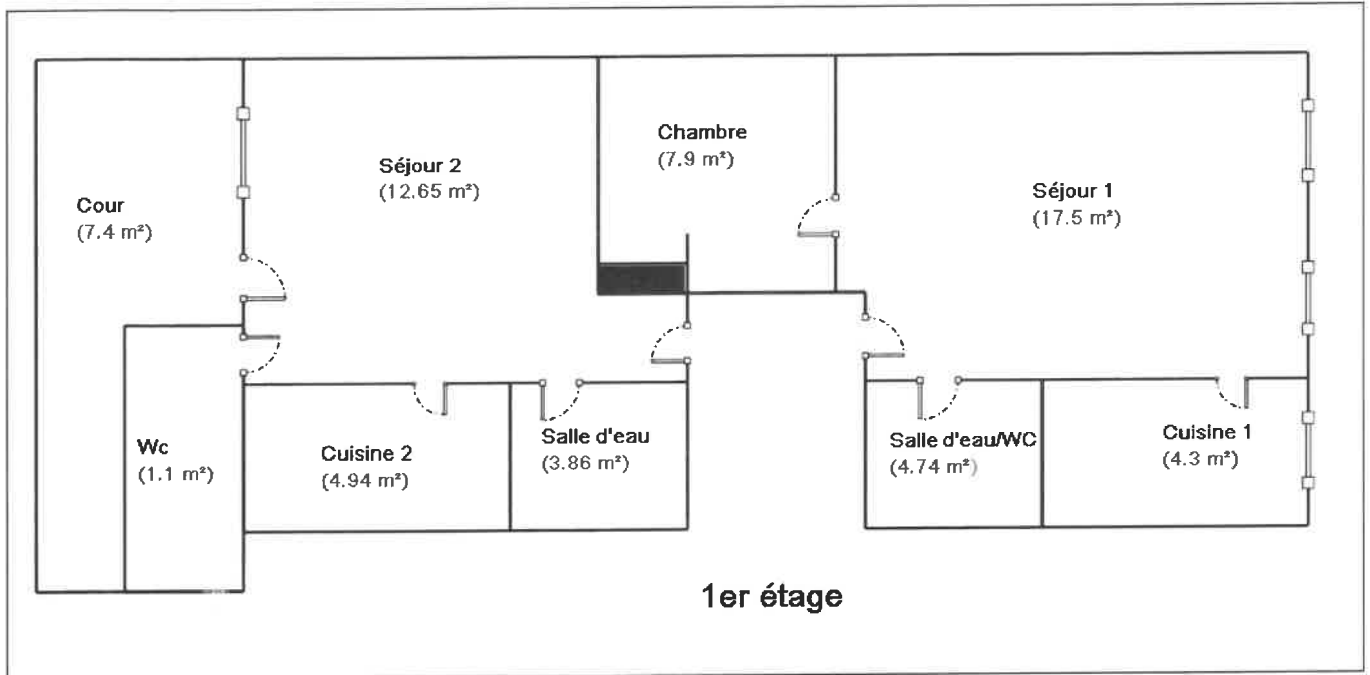 Cour
(7.4 m²)
Séjour 2
(12.65 m²)
Chambre
(7.9 m²)
Séjour 1
(17.5 m²)
Wc
(1.1 m²)
Cuisine 2
(4.94 m²)
Salle d'eau
(3.86 m²)
Salle d'eau/WC
(4.74 m²)
Cuisine 1
(4.3 m²)
1er étage